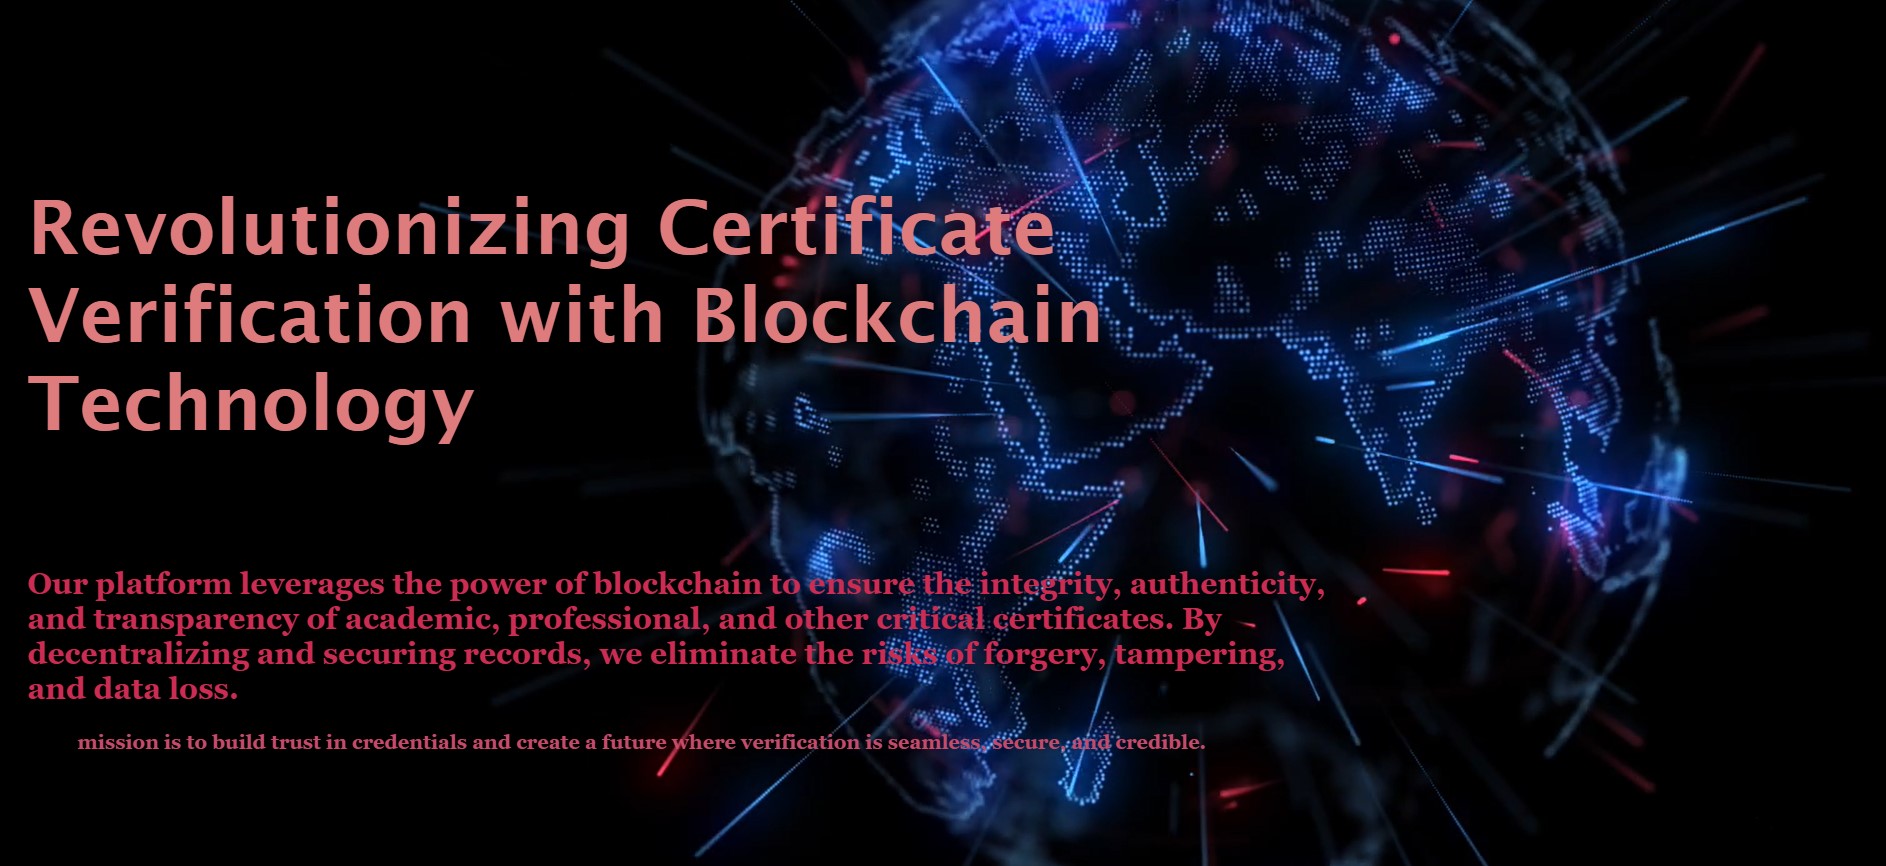 Revolutionizing Certificate
Verification with Blockchain
Technology
Our platform leverages the power of blockchain to ensure the integrity, authenticity,
and transparency of academic, professional, and other critical certificates. By
decentralizing and securing records, we eliminate the risks of forgery, tampering,
and data loss.
mission is to build trust in credentials and create a future where verification is seamless, secure, and credible.